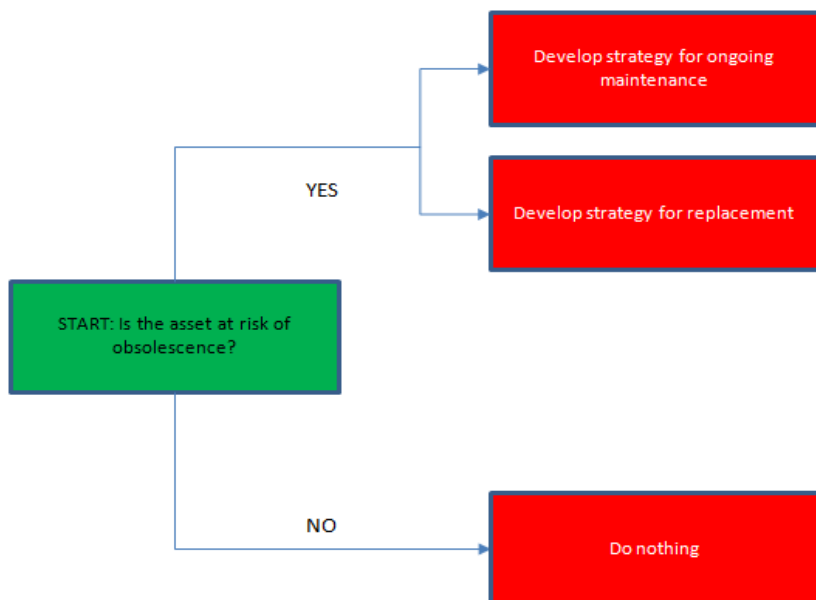 Develop strategy for ongoing
maintenance
YES
Develop strategy for replacement
START: Is the asset at risk of
obsolescence?
NO
Do nothing